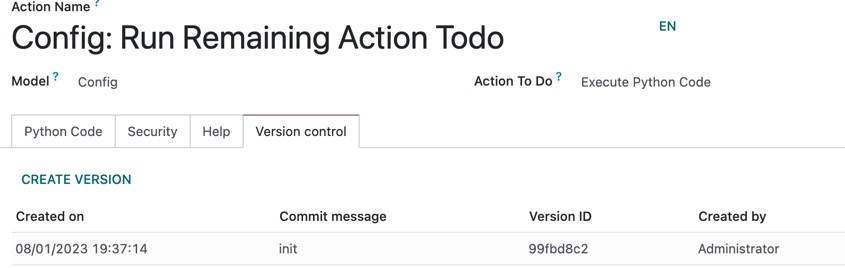 Action Name ?
Config: Run Remaining Action Todo
EN
Model ? Config
Action To Do ? Execute Python Code
Python Code Security Help Version control
CREATE VERSION
Created on Commit message Version ID Created by
08/01/2023 19:37:14 init 99fbd8c2 Administrator